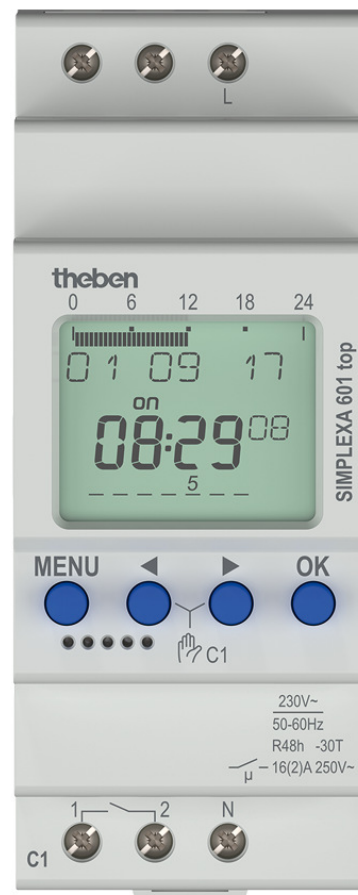 L
theben
0 6 12 18 24
01 09 17
on
08:29 08
5
SIMPLEXA 601 top
MENU ◀ ▶ OK
C1
230V~
50-60Hz
R48h -30T
µ 16(2)A 250V~
1 2 N
C1